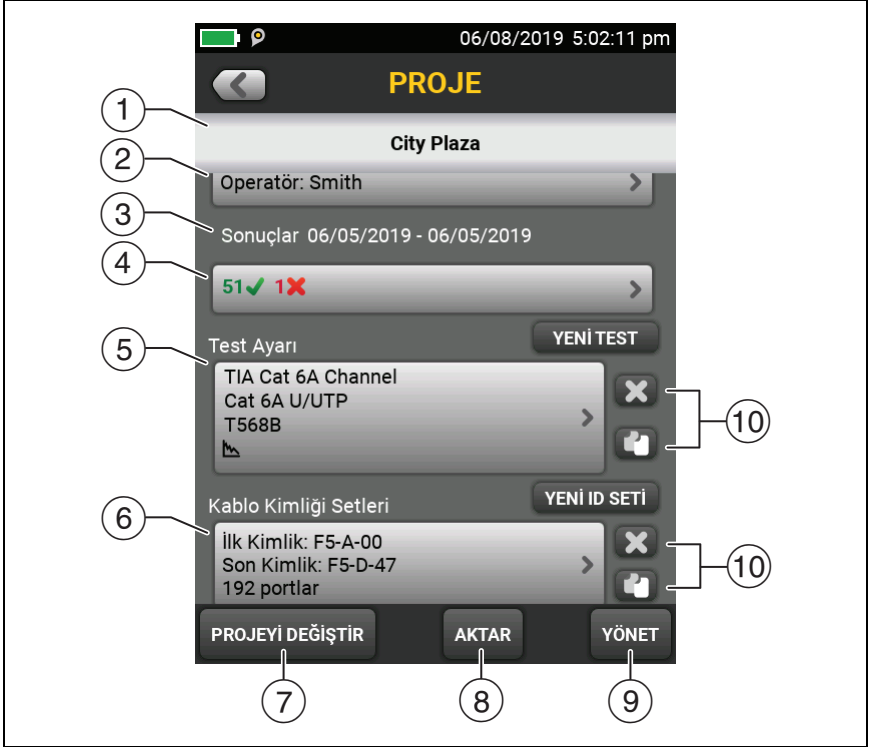 06/08/2019 5:02:11 pm
PROJE
1
City Plaza
2
Operatör: Smith
3
Sonuçlar 06/05/2019 - 06/05/2019
4
51 1
YENİ TEST
5
Test Ayarı
TIA Cat 6A Channel
Cat 6A U/UTP
T568B
10
YENİ ID SETİ
6
Kablo Kimliği Setleri
İlk Kimlik: F5-A-00
Son Kimlik: F5-D-47
192 portlar
10
PROJEYİ DEĞİŞTİR
AKTAR
YÖNET
7
8
9